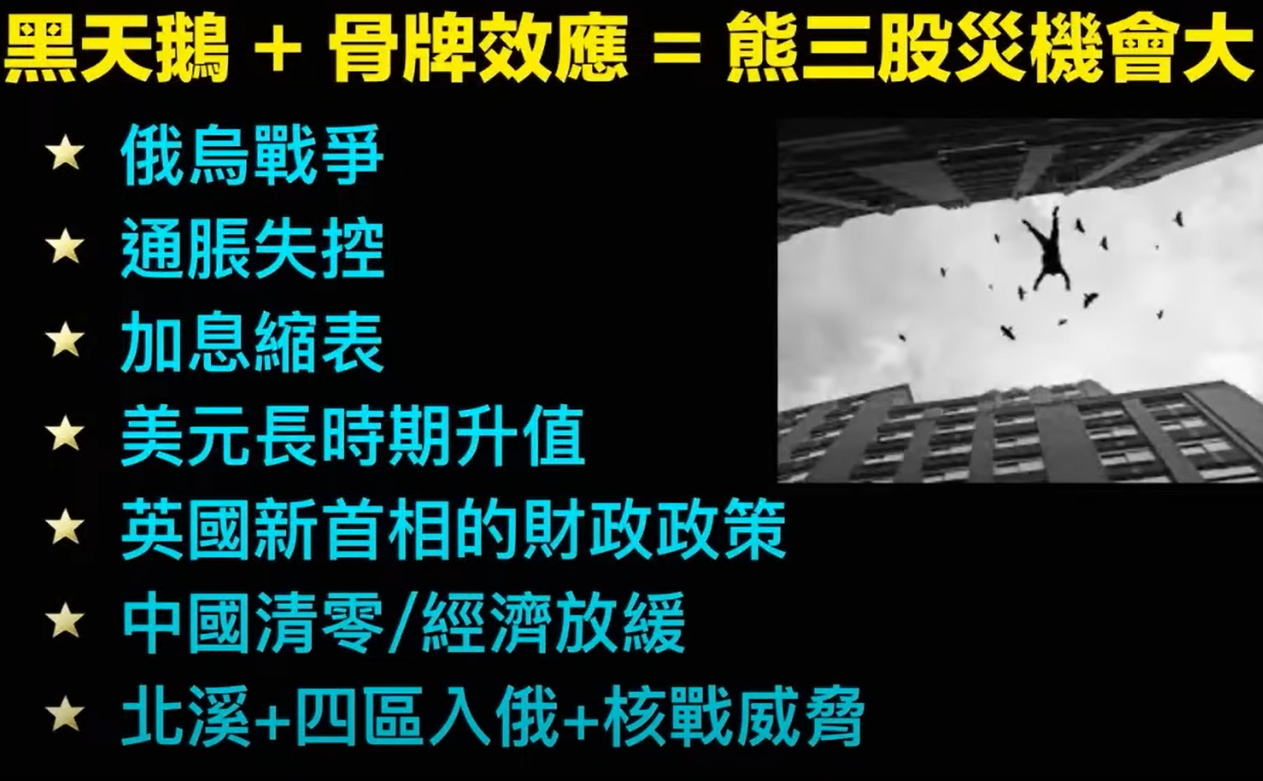 黑天鵝 + 骨牌效應 = 熊三股災機會大
俄烏戰爭
通脹失控
加息縮表
美元長時期升值
英國新首相的財政政策
中國清零/經濟放緩
北溪+四區入俄+核戰威脅